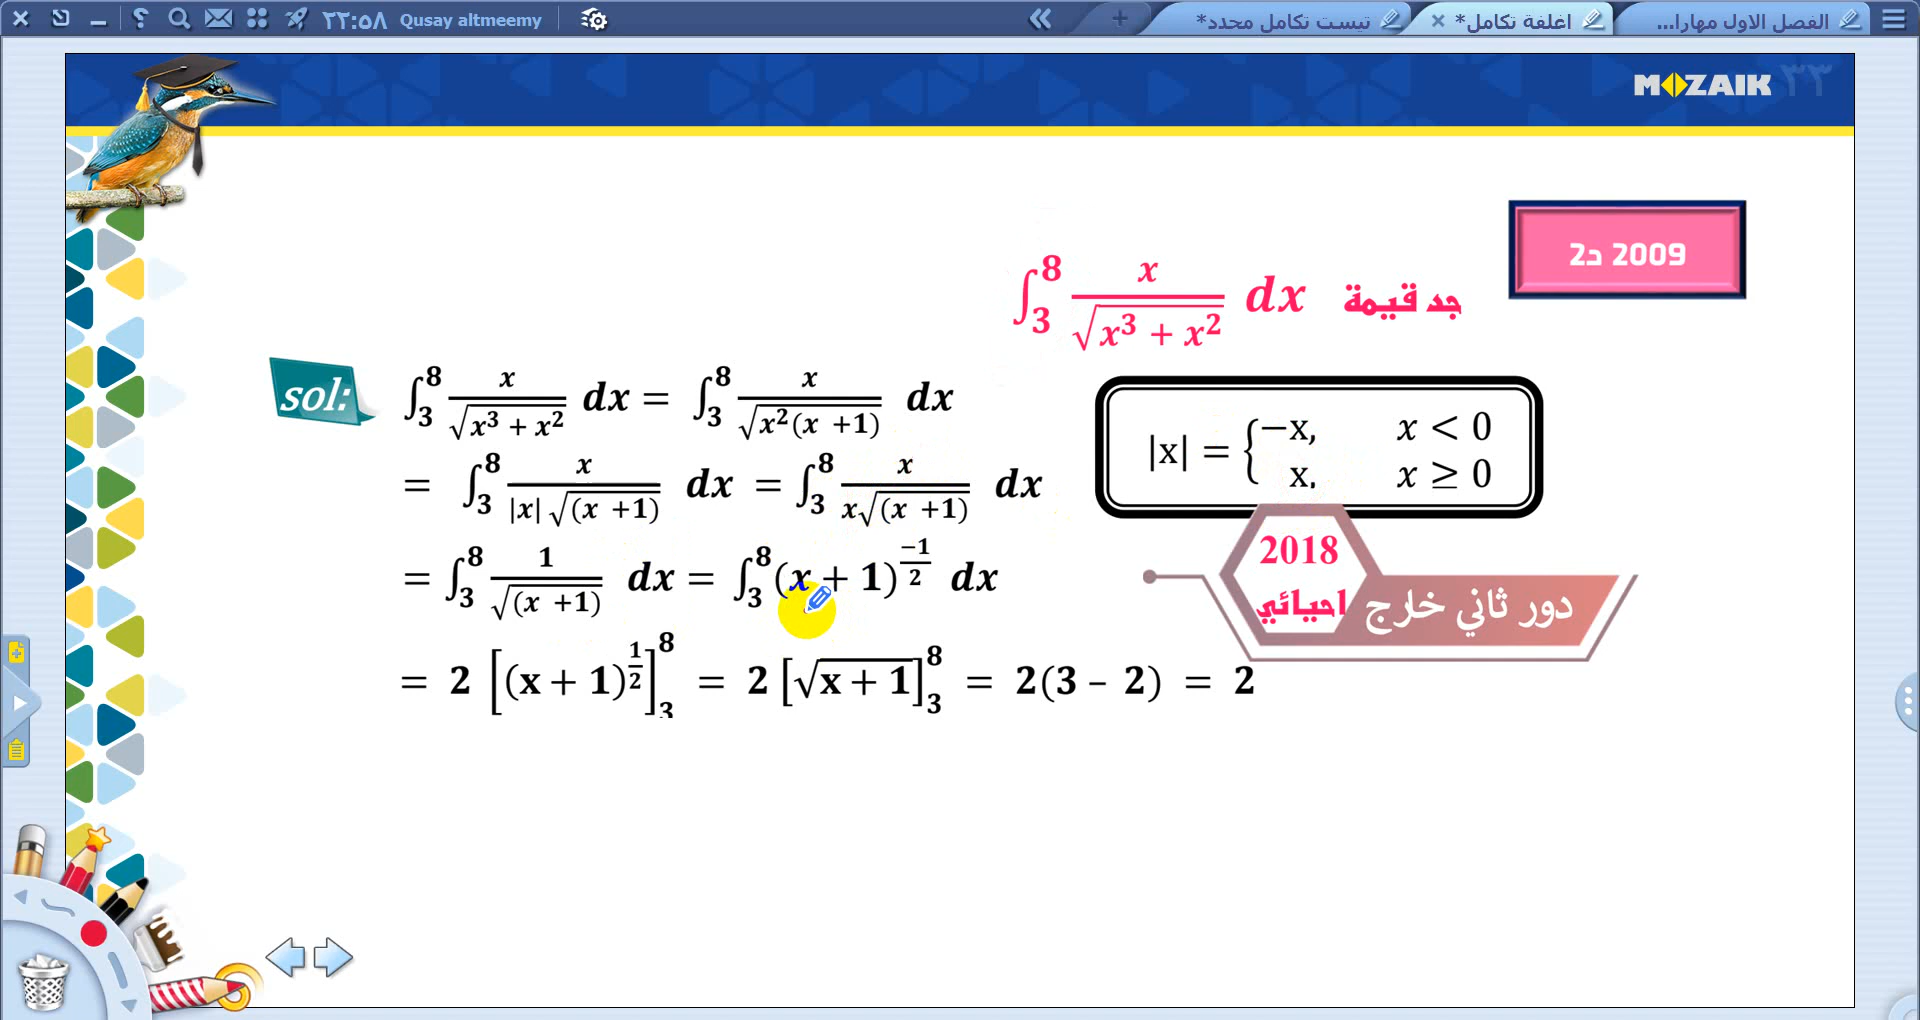 ٢٣:٥٨ Qusay altmeemy
تيست تكامل محدد*
اغلفة تكامل*
الفصل الاول مهارا...
MOZAIK ٣٣
2009 د2
جد قيمة ∫₃⁸ x/√(x³ + x²) dx
sol: ∫₃⁸ x/√(x³ + x²) dx = ∫₃⁸ x/√(x²(x +1)) dx
= ∫₃⁸ x/(|x| √((x +1))) dx = ∫₃⁸ x/(x√((x +1))) dx
= ∫₃⁸ 1/√((x +1)) dx = ∫₃⁸ (x + 1)^(−1/2) dx
= 2 [(x + 1)^(1/2)]₃⁸ = 2 [√(x + 1)]₃⁸ = 2(3 – 2) = 2
|x| = { −x, x < 0
x, x ≥ 0
2018
احيائي
دور ثاني خارج